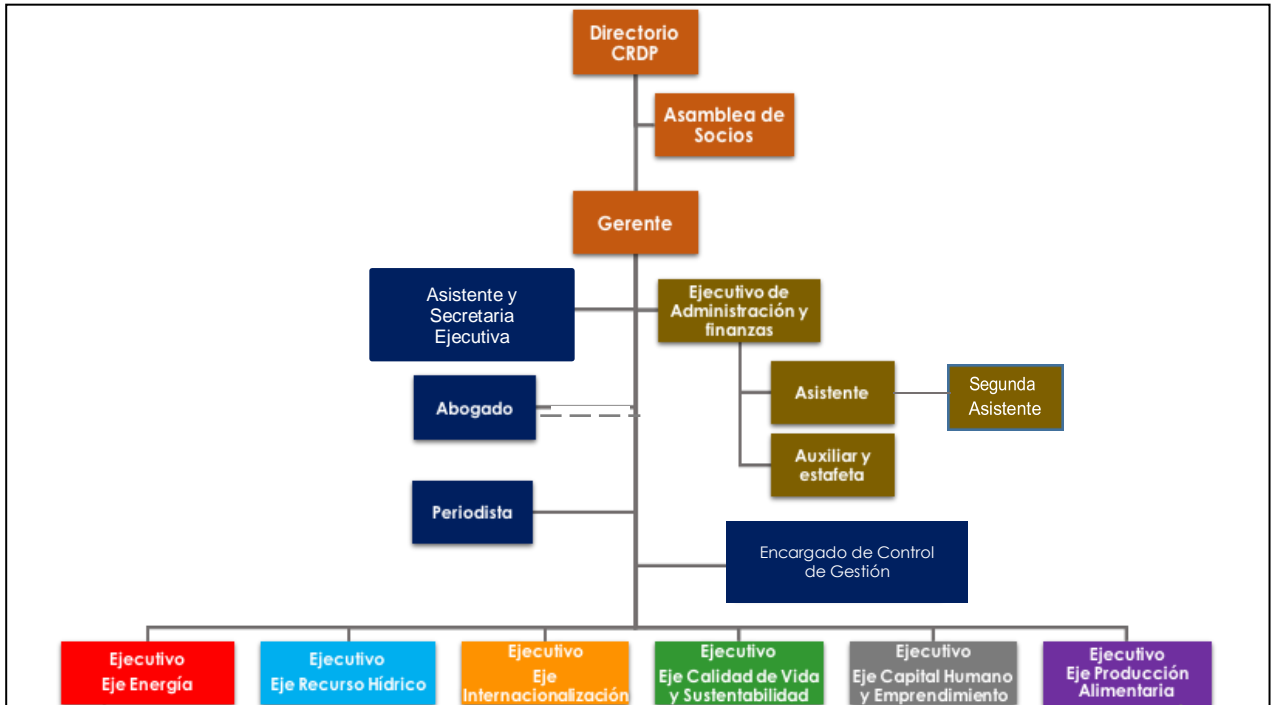 Directorio
CRDP
Asamblea de
Socios
Gerente
Asistente y
Secretaria
Ejecutiva
Ejecutivo de
Administración y
finanzas
Abogado
Asistente
Segunda
Asistente
Auxiliar y
estafeta
Periodista
Encargado de Control
de Gestión
Ejecutivo
Eje Energía
Ejecutivo
Eje Recurso Hídrico
Ejecutivo
Eje
Internacionalización
Ejecutivo
Eje Calidad de Vida
y Sustentabilidad
Ejecutivo
Eje Capital Humano
y Emprendimiento
Ejecutivo
Eje Producción
Alimentaria